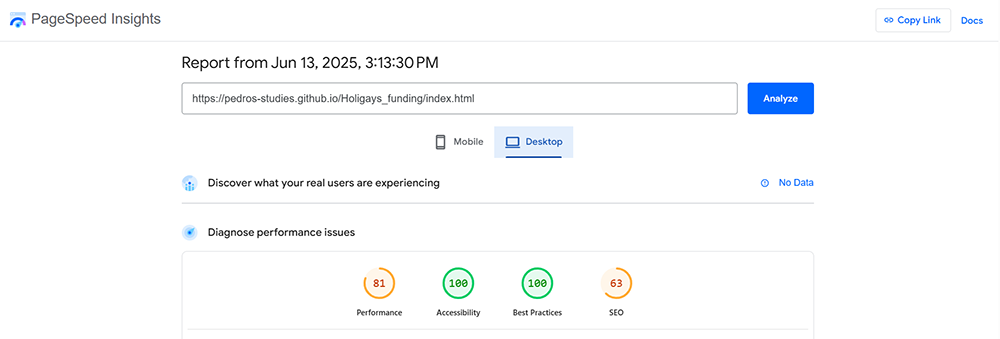 PageSpeed Insights
Copy Link
Docs
Report from Jun 13, 2025, 3:13:30 PM
https://pedros-studies.github.io/Holigays_funding/index.html
Analyze
Mobile
Desktop
Discover what your real users are experiencing
No Data
Diagnose performance issues
81
100
100
63
Performance
Accessibility
Best Practices
SEO